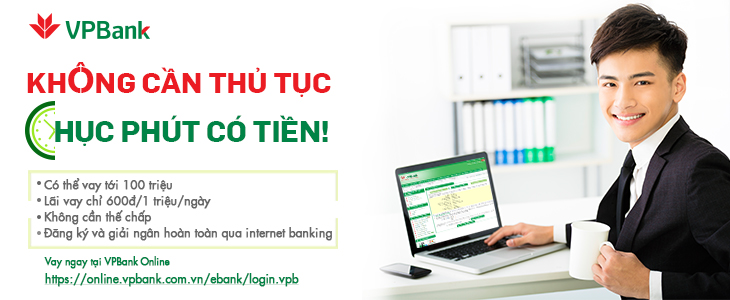 VPBank
KHÔNG CẦN THỦ TỤC
CHỤC PHÚT CÓ TIỀN!
• Có thể vay tới 100 triệu
• Lãi vay chỉ 600đ/1 triệu/ngày
• Không cần thế chấp
• Đăng ký và giải ngân hoàn toàn qua internet banking
Vay ngay tại VPBank Online
https://online.vpbank.com.vn/ebank/login.vpb